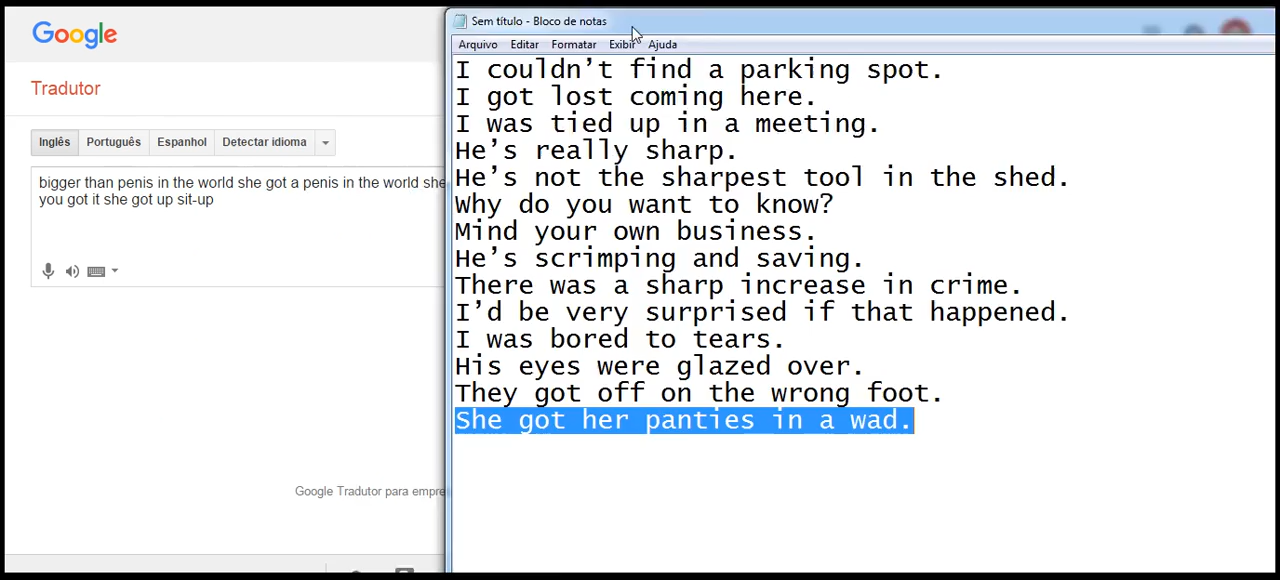 Google
Tradutor
Inglês Português Espanhol Detectar idioma
bigger than penis in the world she got a penis in the world she
you got it she got up sit-up
Google Tradutor para empre
Sem título - Bloco de notas
Arquivo Editar Formatar Exibir Ajuda
I couldn't find a parking spot.
I got lost coming here.
I was tied up in a meeting.
He's really sharp.
He's not the sharpest tool in the shed.
Why do you want to know?
Mind your own business.
He's scrimping and saving.
There was a sharp increase in crime.
I'd be very surprised if that happened.
I was bored to tears.
His eyes were glazed over.
They got off on the wrong foot.
She got her panties in a wad.